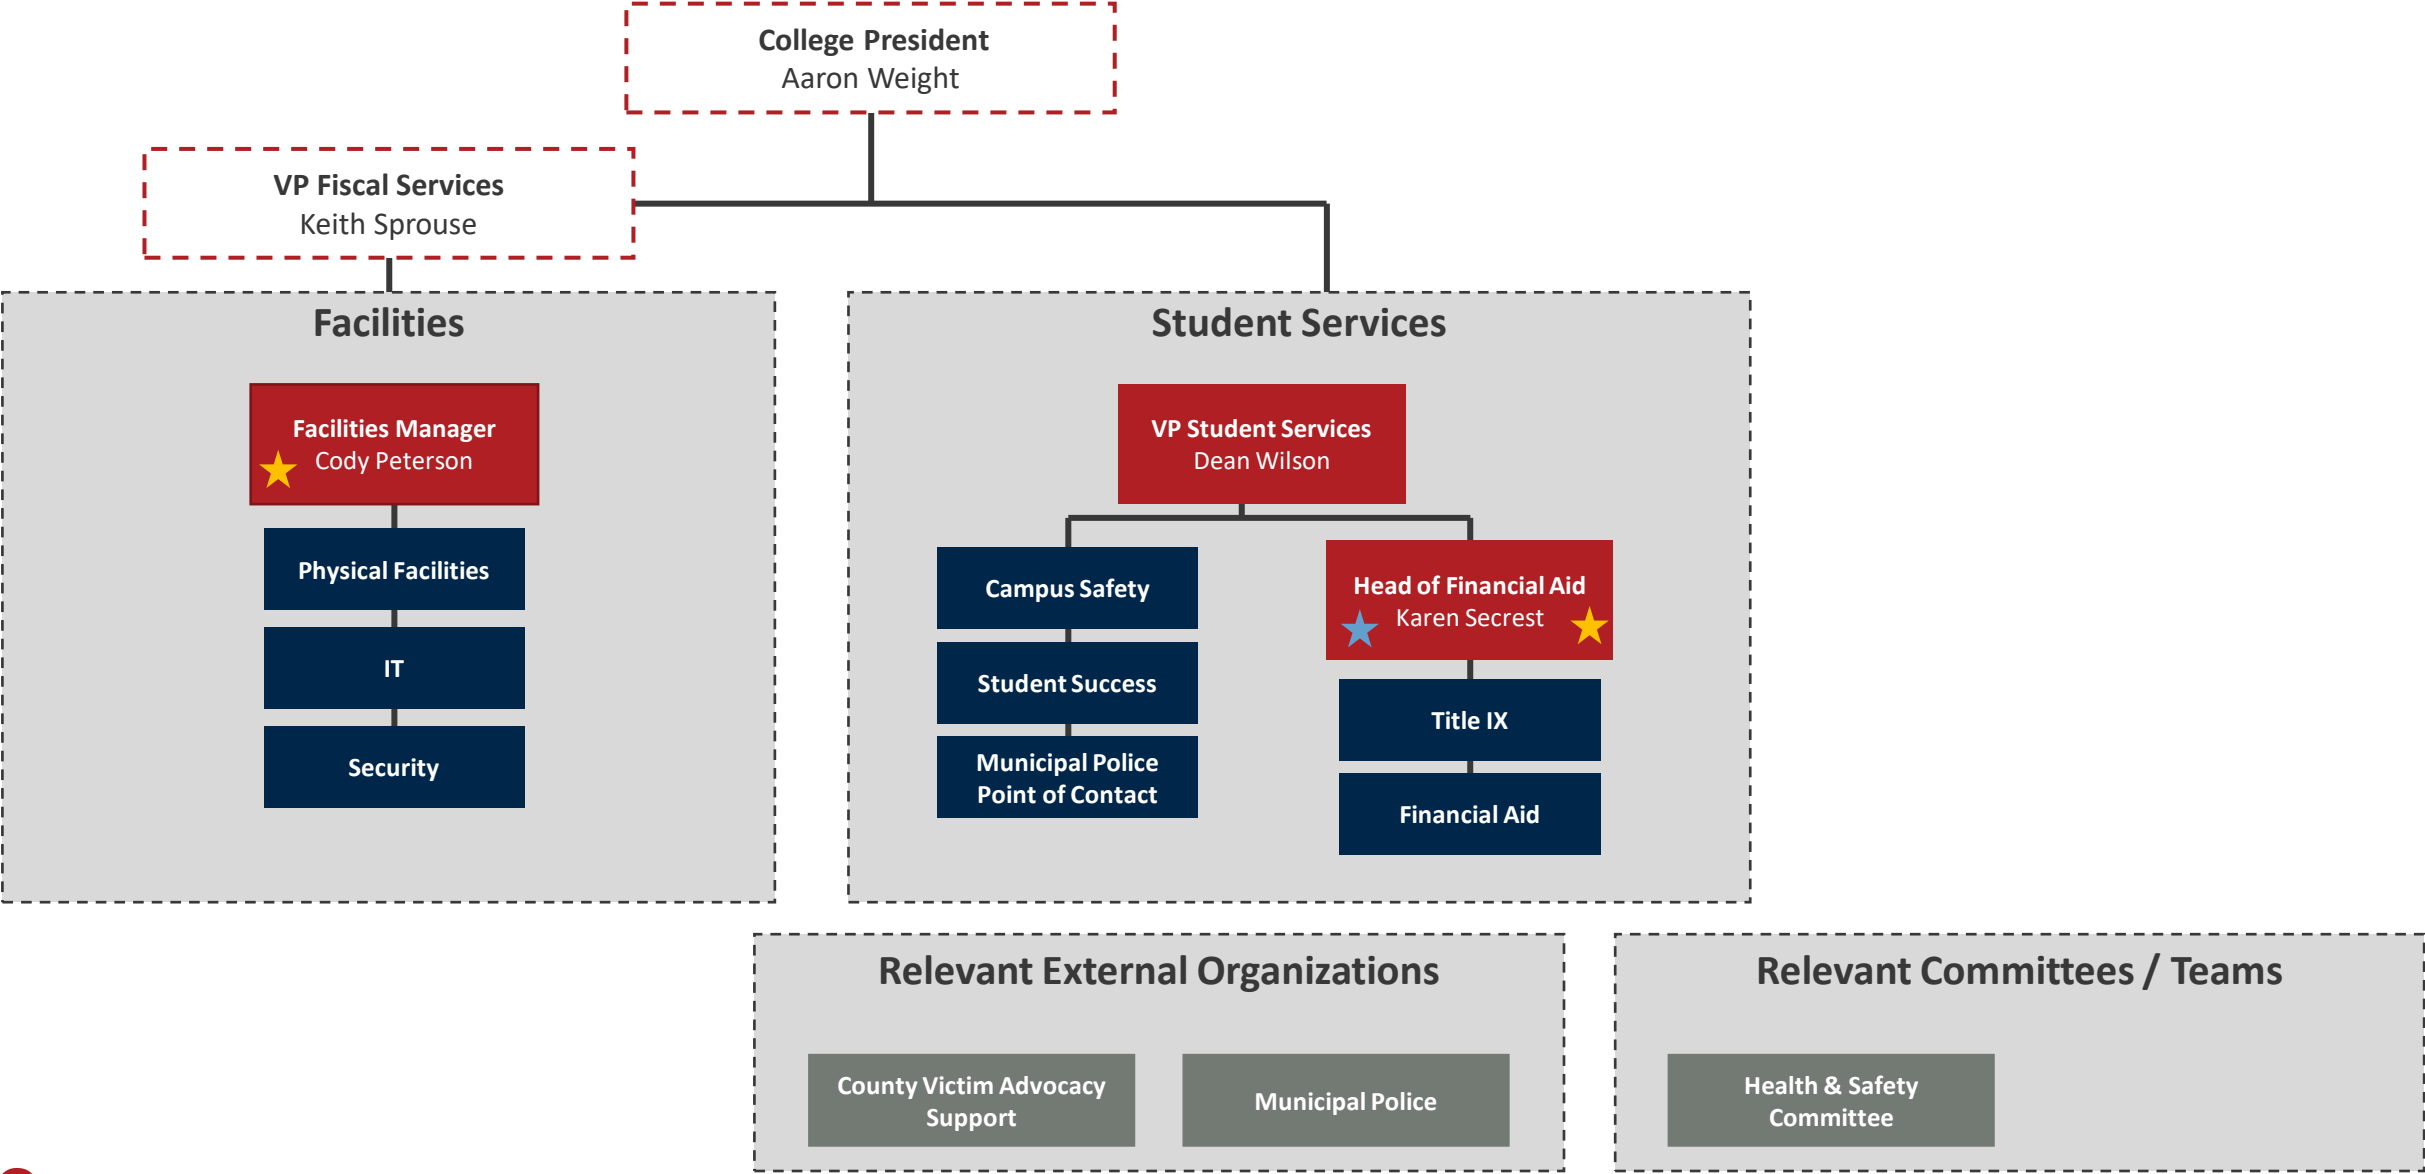 College President
Aaron Weight
VP Fiscal Services
Keith Sprouse
Facilities
Facilities Manager
Cody Peterson
Physical Facilities
IT
Security
Student Services
VP Student Services
Dean Wilson
Campus Safety
Student Success
Municipal Police
Point of Contact
Head of Financial Aid
Karen Secrest
Title IX
Financial Aid
Relevant External Organizations
County Victim Advocacy
Support
Municipal Police
Relevant Committees / Teams
Health & Safety
Committee